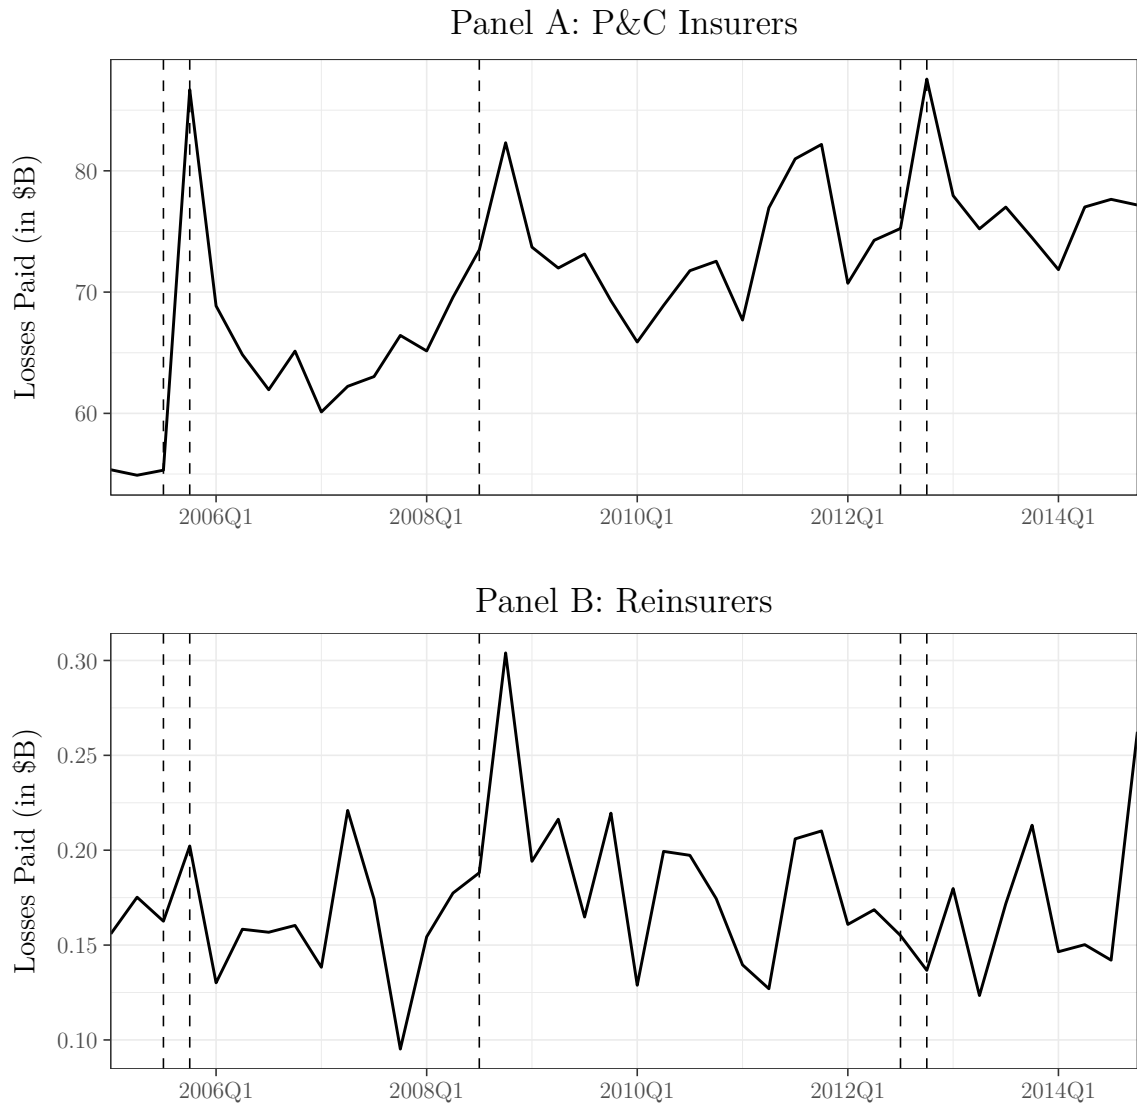 Panel A: P&C Insurers
Losses Paid (in $B)
80
70
60
2006Q1 2008Q1 2010Q1 2012Q1 2014Q1
Panel B: Reinsurers
Losses Paid (in $B)
0.30
0.25
0.20
0.15
0.10
2006Q1 2008Q1 2010Q1 2012Q1 2014Q1